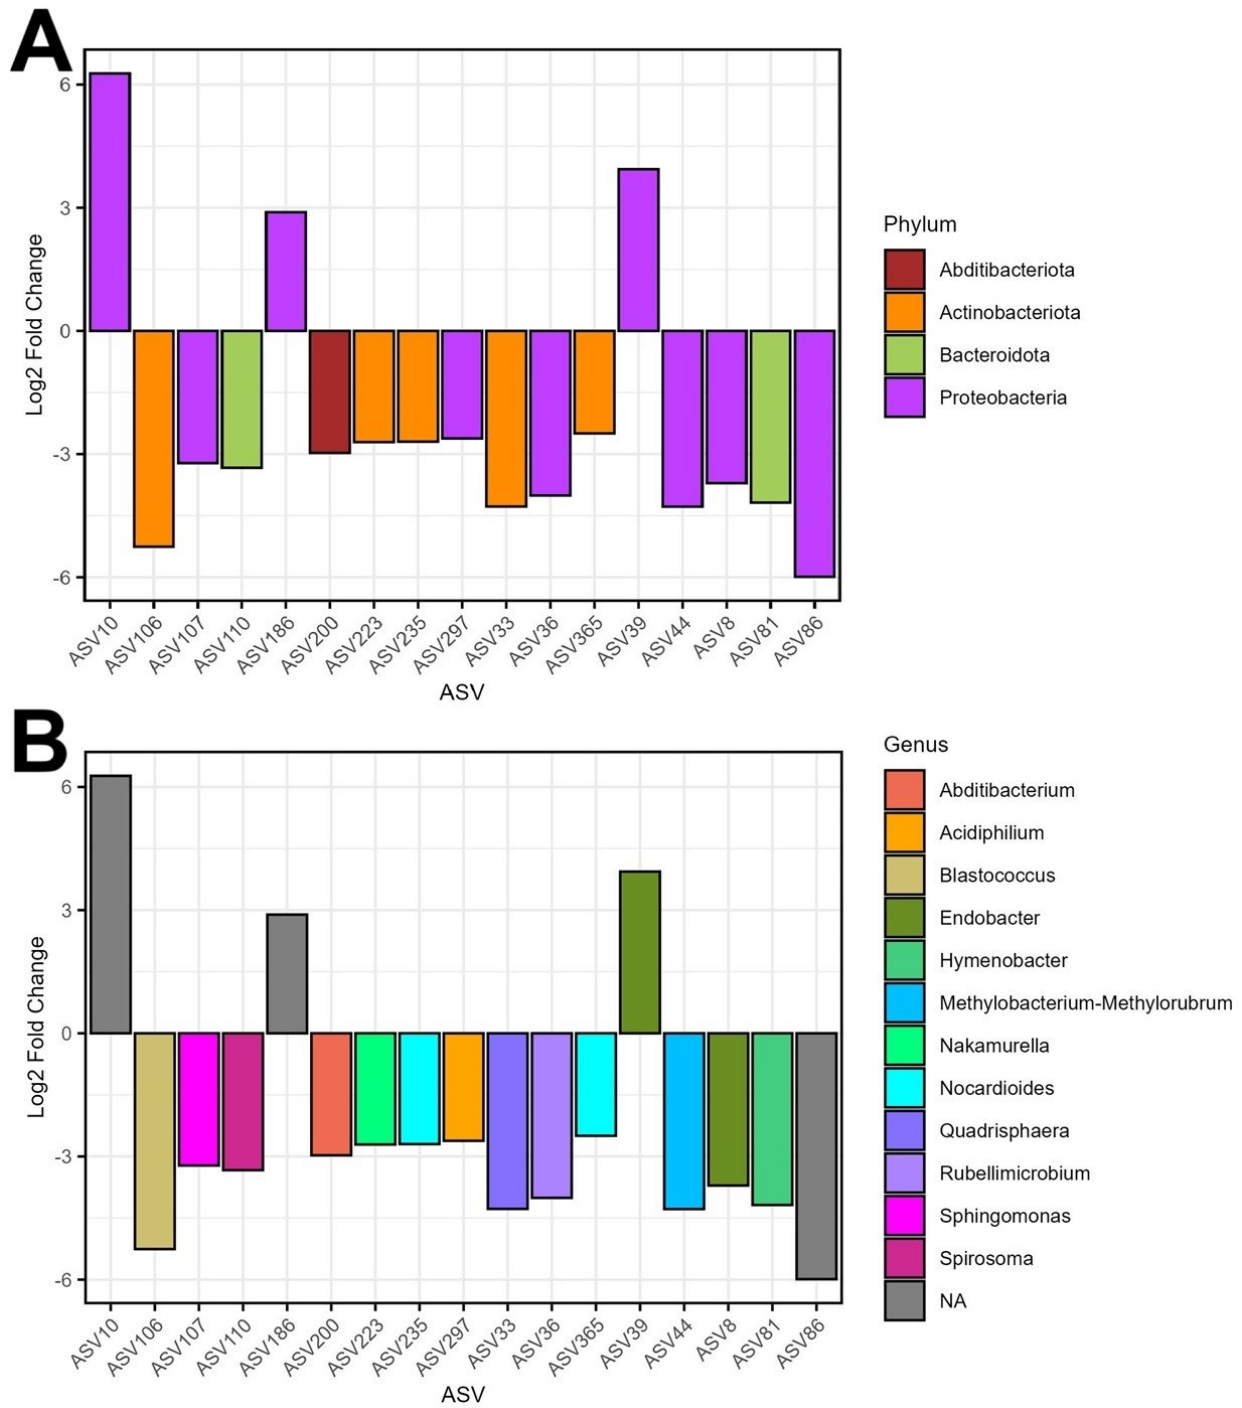 A
6
3
0
-3
-6
Log2 Fold Change
ASV10 ASV106 ASV107 ASV110 ASV186 ASV200 ASV223 ASV235 ASV297 ASV33 ASV36 ASV365 ASV39 ASV44 ASV8 ASV81 ASV86
ASV
Phylum
Abditibacteriota
Actinobacteriota
Bacteroidota
Proteobacteria
B
6
3
0
-3
-6
Log2 Fold Change
ASV10 ASV106 ASV107 ASV110 ASV186 ASV200 ASV223 ASV235 ASV297 ASV33 ASV36 ASV365 ASV39 ASV44 ASV8 ASV81 ASV86
ASV
Genus
Abditibacterium
Acidiphilium
Blastococcus
Endobacter
Hymenobacter
Methylobacterium-Methylorubrum
Nakamurella
Nocardioides
Quadrisphaera
Rubellimicrobium
Sphingomonas
Spirosoma
NA